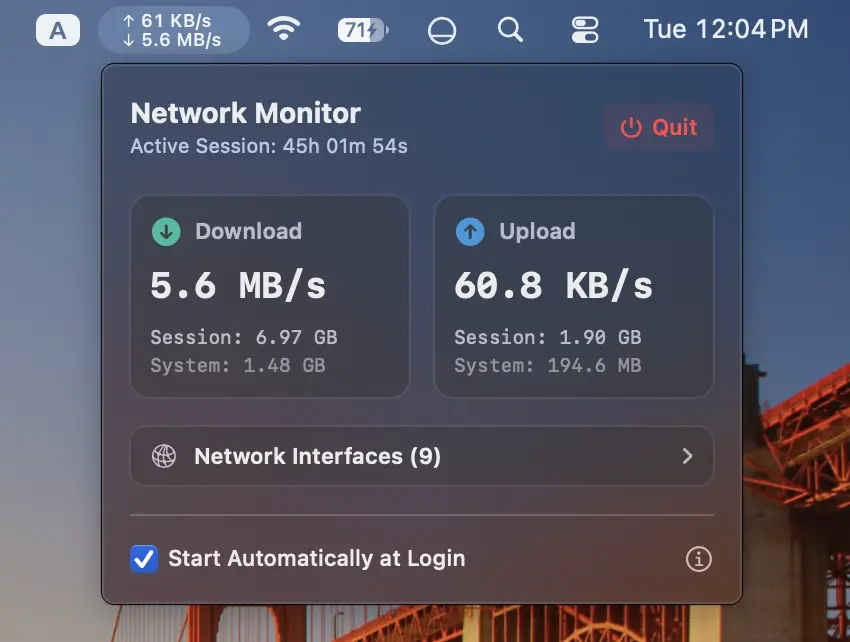 A
↑ 61 KB/s
↓ 5.6 MB/s
71
Tue 12:04 PM
Network Monitor
Active Session: 45h 01m 54s
Quit
Download
5.6 MB/s
Session: 6.97 GB
System: 1.48 GB
Upload
60.8 KB/s
Session: 1.90 GB
System: 194.6 MB
Network Interfaces (9)
Start Automatically at Login